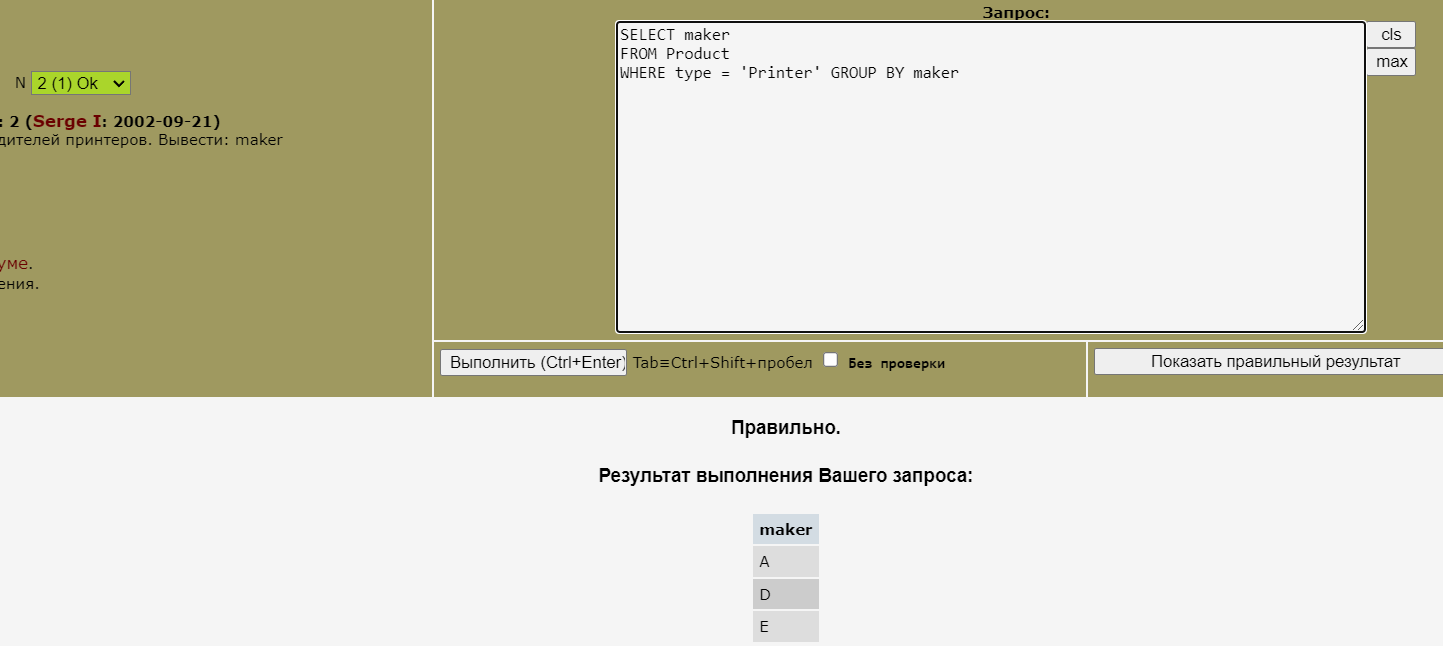 N 2 (1) Ok
: 2 (Serge I: 2002-09-21)
дителей принтеров. Вывести: maker
уме.
ения.
Запрос:
SELECT maker
FROM Product
WHERE type = 'Printer' GROUP BY maker
cls
max
Выполнить (Ctrl+Enter) Tab≡Ctrl+Shift+пробел Без проверки
Показать правильный результат
Правильно.
Результат выполнения Вашего запроса:
maker
A
D
E